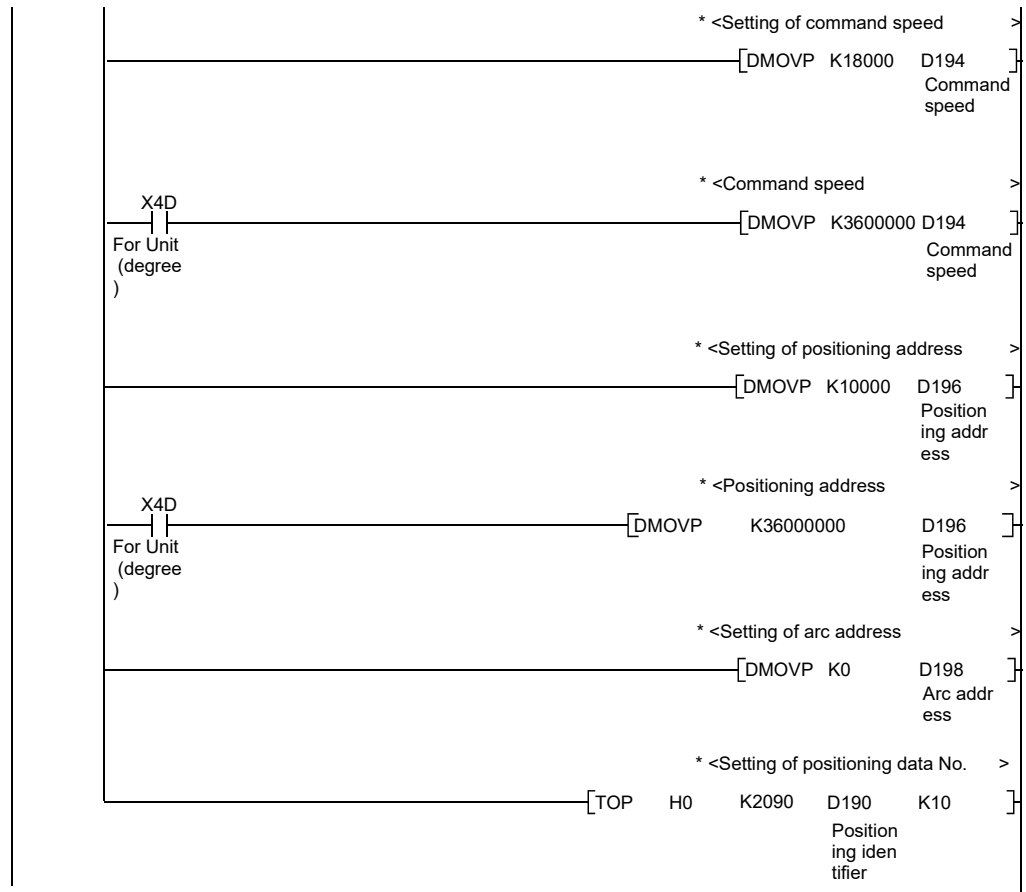 * <Setting of command speed >
DMOVP K18000 D194
Command
speed
* <Command speed >
X4D
DMOVP K3600000 D194
For Unit
(degree
)
Command
speed
* <Setting of positioning address >
DMOVP K10000 D196
Position
ing addr
ess
* <Positioning address >
X4D
DMOVP K36000000 D196
For Unit
(degree
)
Position
ing addr
ess
* <Setting of arc address >
DMOVP K0 D198
Arc addr
ess
* <Setting of positioning data No. >
TOP H0 K2090 D190 K10
Position
ing iden
tifier